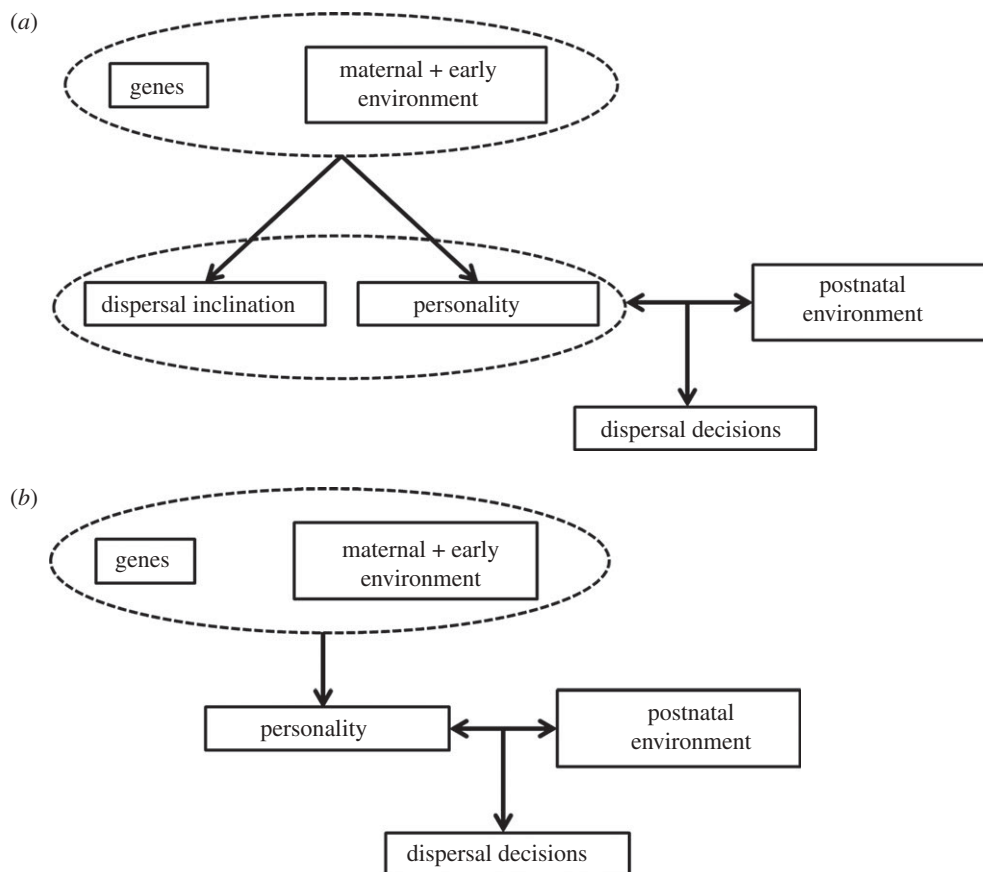 (a)
genes
maternal + early
environment
dispersal inclination
personality
postnatal
environment
dispersal decisions
(b)
genes
maternal + early
environment
personality
postnatal
environment
dispersal decisions